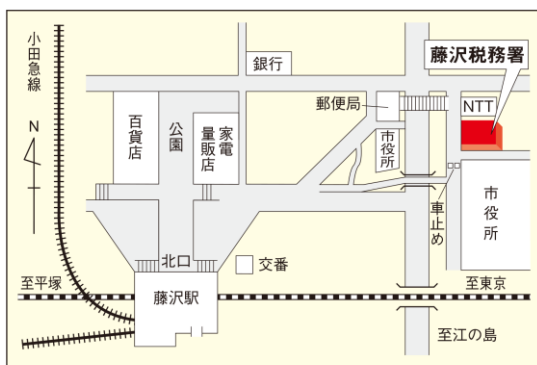 小田急線
N
銀行
藤沢税務署
郵便局
NTT
百貨店
公園
家電
量販店
市役所
車止め
市役所
北口
交番
至平塚
藤沢駅
至東京
至江の島